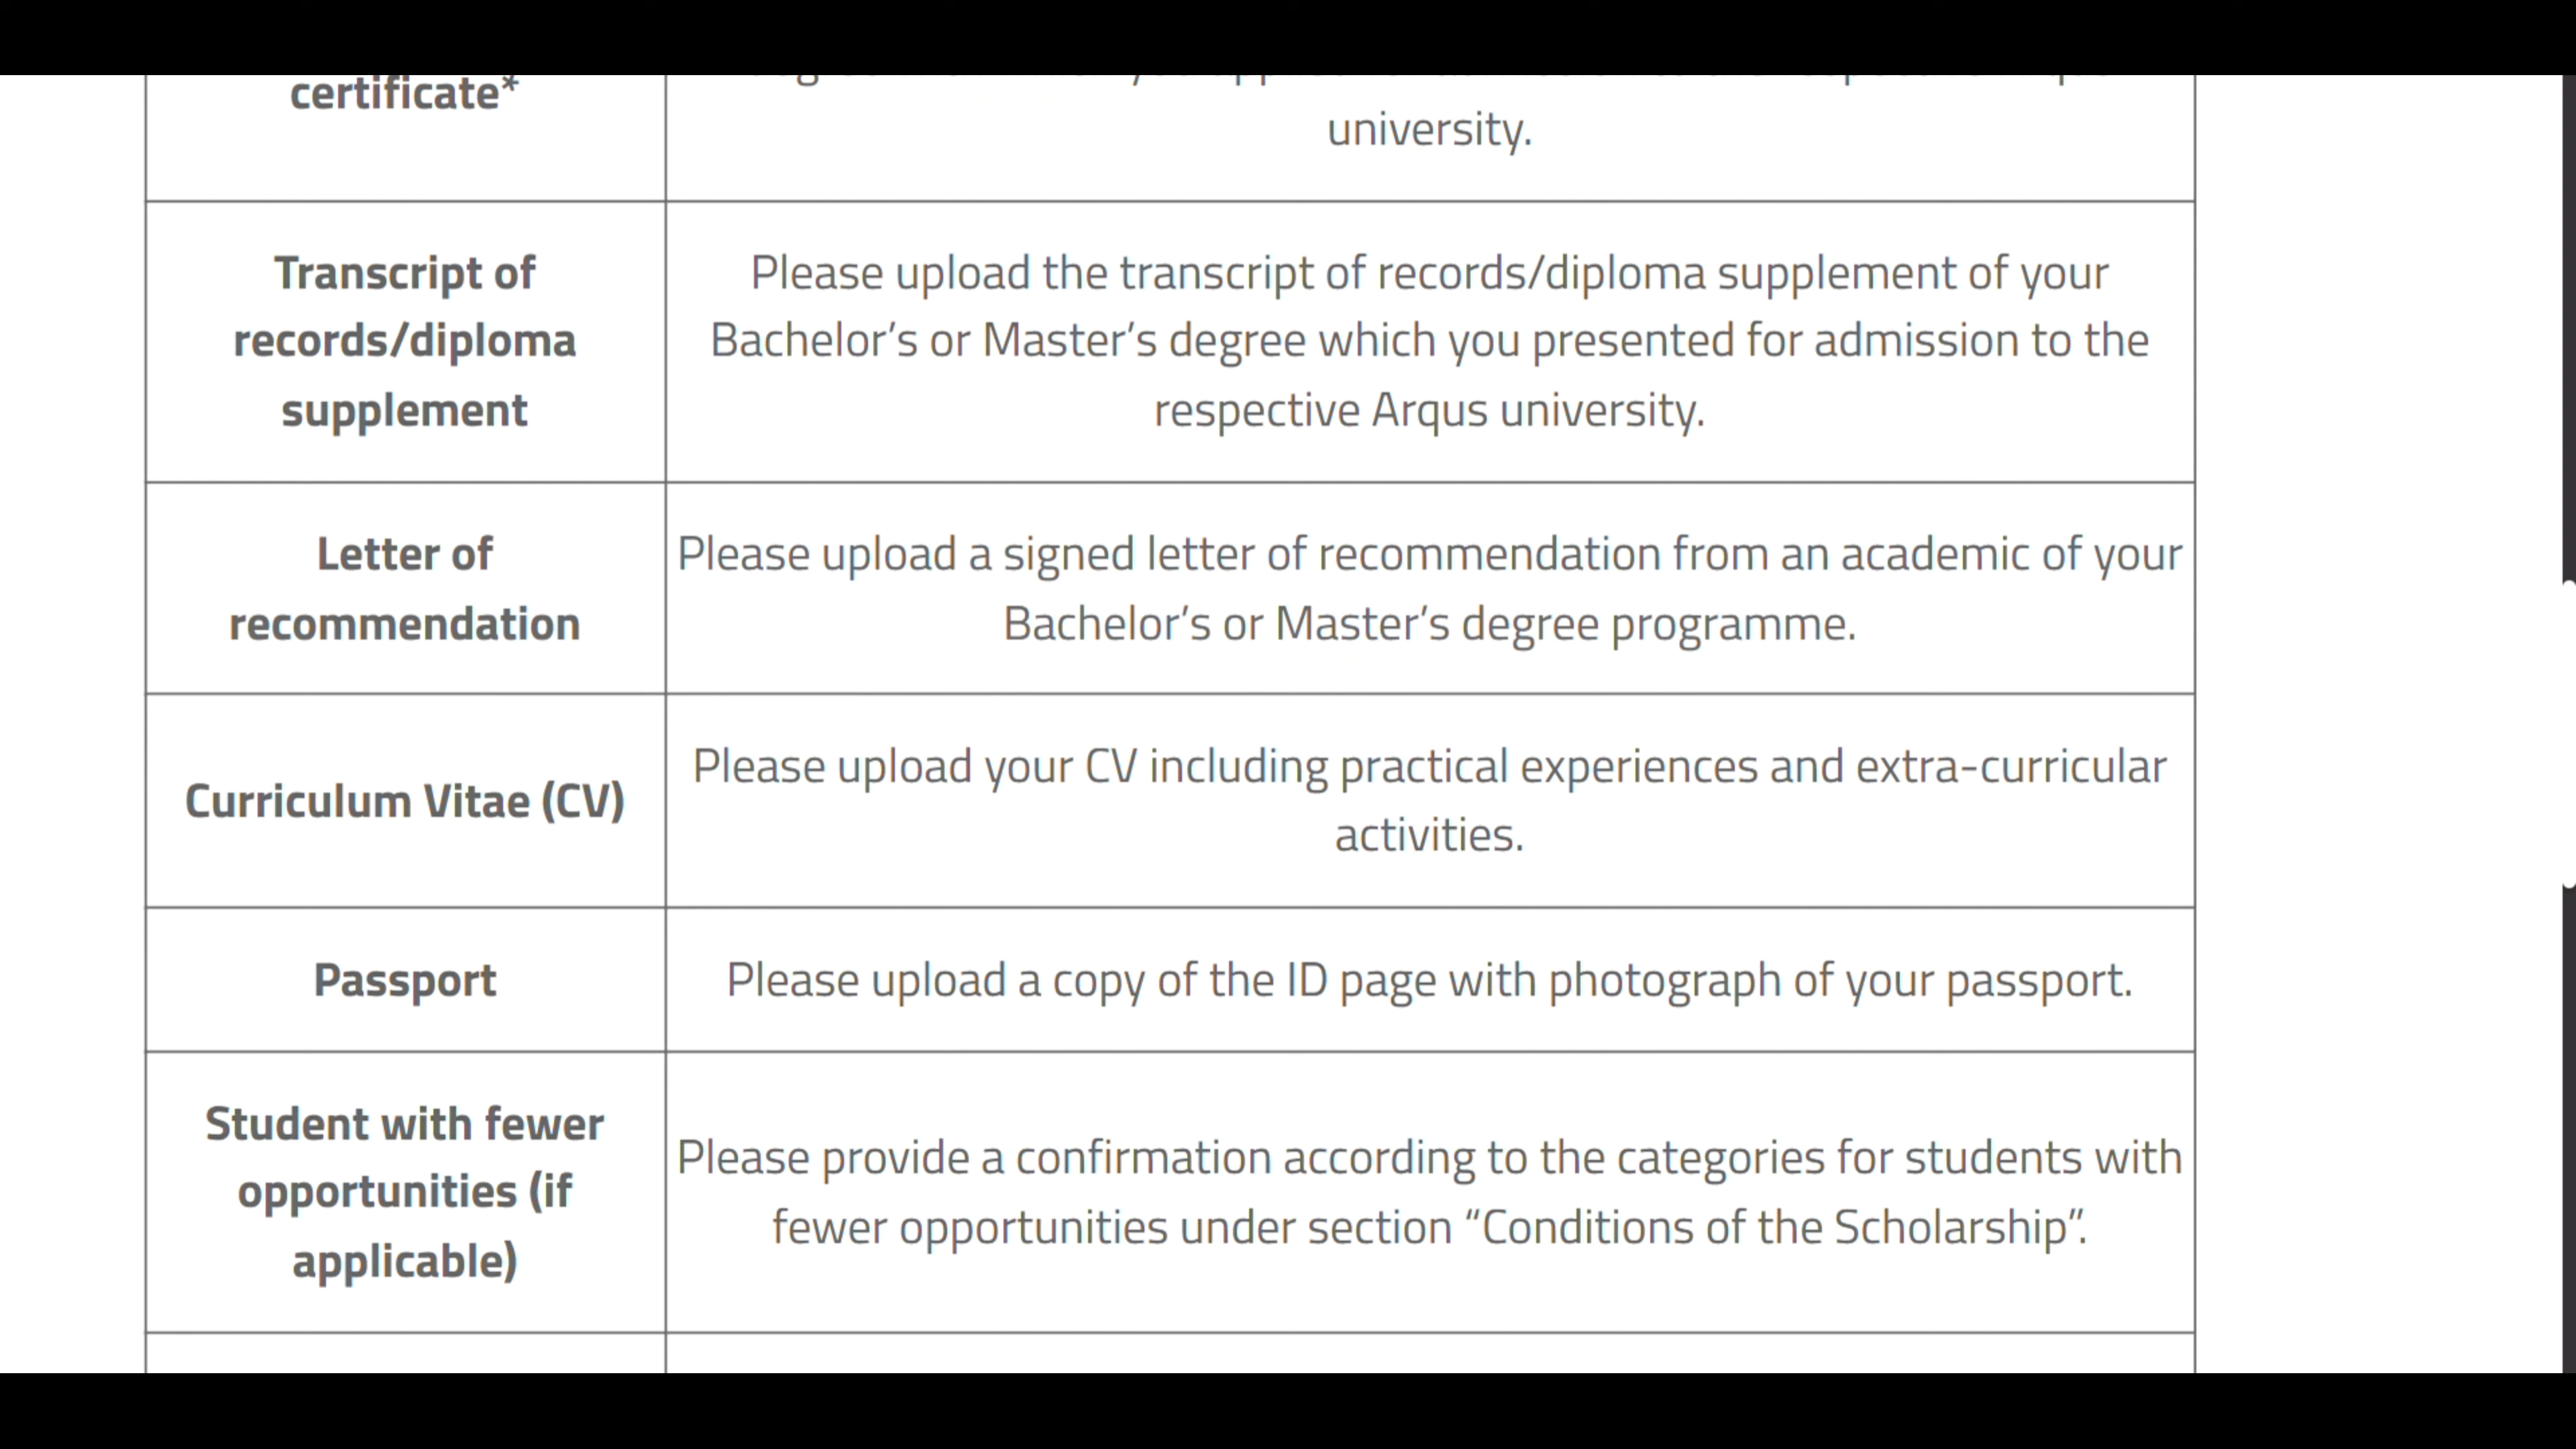 certificate*
university.
Transcript of
records/diploma
supplement
Please upload the transcript of records/diploma supplement of your
Bachelor’s or Master’s degree which you presented for admission to the
respective Arqus university.
Letter of
recommendation
Please upload a signed letter of recommendation from an academic of your
Bachelor’s or Master’s degree programme.
Curriculum Vitae (CV)
Please upload your CV including practical experiences and extra-curricular
activities.
Passport
Please upload a copy of the ID page with photograph of your passport.
Student with fewer
opportunities (if
applicable)
Please provide a confirmation according to the categories for students with
fewer opportunities under section “Conditions of the Scholarship”.